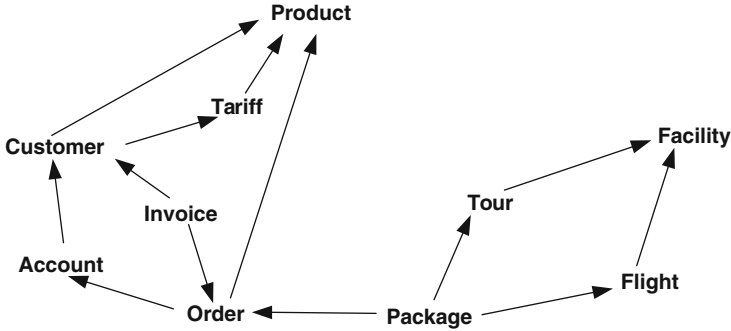 Product
Tariff
Customer
Facility
Tour
Invoice
Account
Flight
Order
Package